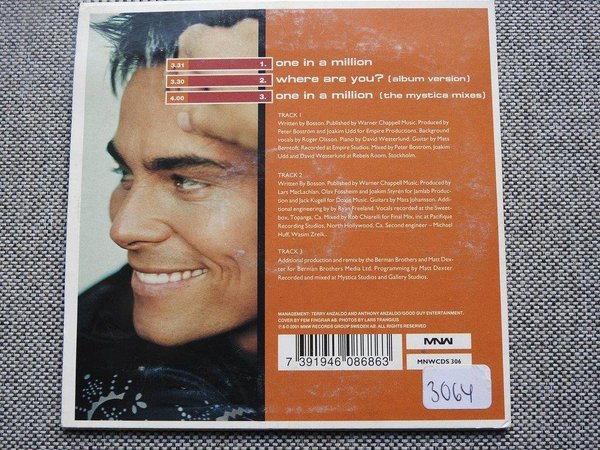 3.31 1. one in a million
3.30 2. where are you? (album version)
4.00 3. one in a million (the mystica mixes)
TRACK 1
Written by Bosson. Published by Warner Chappell Music. Produced by
Peter Boström and Joakim Udd for Empire Productions. Background
vocals by Roger Olsson. Piano by David Westerlund. Guitar by Mats
Berntoft. Recorded at Empire Studios. Mixed by Peter Boström, Joakim
Udd and David Westerlund at Rebels Room, Stockholm.
TRACK 2
Written By Bosson. Published by Warner Chappell Music. Produced by
Lars MacLachlan, Olav Fossheim and Joakim Styrén for Jamlab Produc-
tion and Jack Kugell for Doxie Music. Guitars by Mats Johansson. Addi-
tional engineering by by Ryan Freeland. Vocals recorded at the Sweet-
box, Topanga, Ca. Mixed by Rob Chiarelli for Final Mix, inc at Pacifique
Recording Studios, North Hollywood, Ca. Second engineer – Michael
Huff, Wasim Zreik..
TRACK 3
Additional production and remix by the Berman Brothers and Matt Dex-
ter for Berman Brothers Media Ltd. Programming by Matt Dexter
Recorded and mixed at Mystica Studios and Gallery Studios.
MANAGEMENT: TERRY ANZALDO AND ANTHONY ANZALDO/GOOD GUY ENTERTAINMENT.
COVER BY FEM FINGRAR AB. PHOTOS BY LARS TRANGIUS
℗ & © 2001 MNW RECORDS GROUP SWEDEN AB. ALL RIGHTS RESERVED
7 391946 086863
MNW
MNWCDS 306
3064